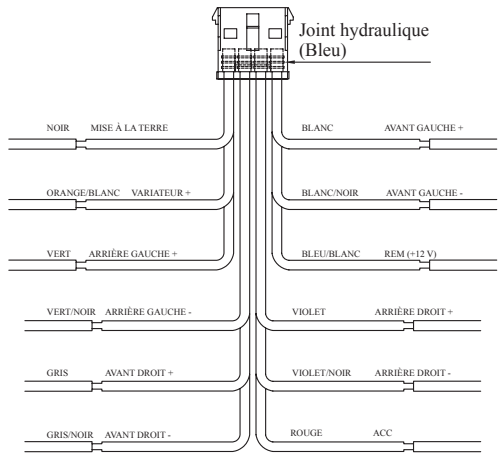 Joint hydraulique
(Bleu)
NOIR MISE À LA TERRE
BLANC AVANT GAUCHE +
ORANGE/BLANC VARIATEUR +
BLANC/NOIR AVANT GAUCHE -
VERT ARRIÈRE GAUCHE +
BLEU/BLANC REM (+12 V)
VERT/NOIR ARRIÈRE GAUCHE -
VIOLET ARRIÈRE DROIT +
GRIS AVANT DROIT +
VIOLET/NOIR ARRIÈRE DROIT -
GRIS/NOIR AVANT DROIT -
ROUGE ACC